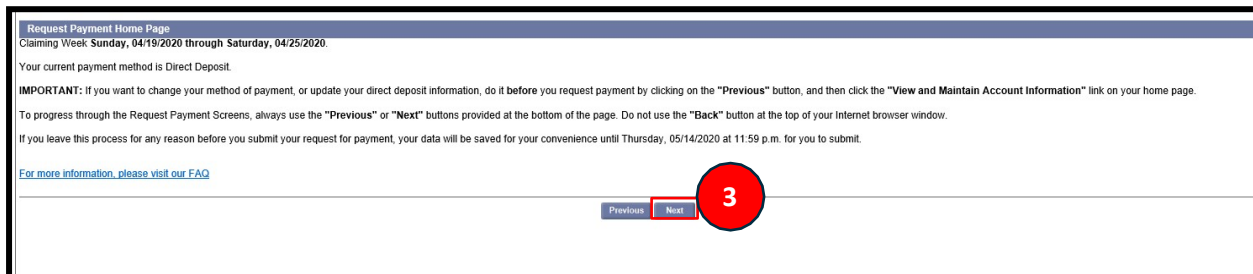 Request Payment Home Page
Claiming Week Sunday, 04/19/2020 through Saturday, 04/25/2020.
Your current payment method is Direct Deposit.
IMPORTANT: If you want to change your method of payment, or update your direct deposit information, do it before you request payment by clicking on the "Previous" button, and then click the "View and Maintain Account Information" link on your home page.
To progress through the Request Payment Screens, always use the "Previous" or "Next" buttons provided at the bottom of the page. Do not use the "Back" button at the top of your Internet browser window.
If you leave this process for any reason before you submit your request for payment, your data will be saved for your convenience until Thursday, 05/14/2020 at 11:59 p.m. for you to submit.
For more information, please visit our FAQ
Previous Next 3